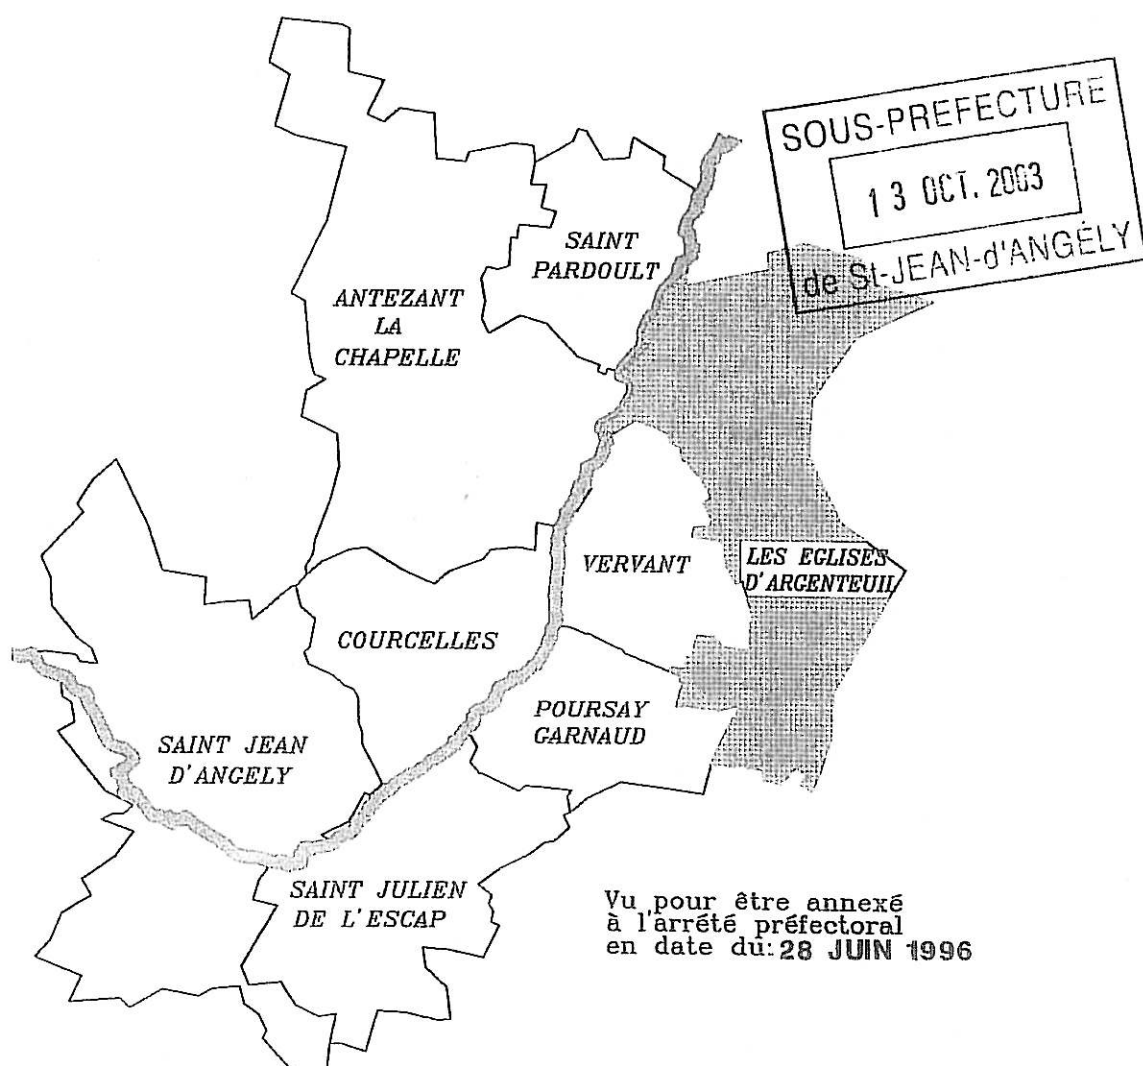 SOUS-PREFECTURE
13 OCT. 2003
de St-JEAN-d'ANGÉLY
SAINT
PARDOULT
ANTEZANT
LA
CHAPELLE
VERVANT
LES EGLISES
D'ARGENTEUIL
COURCELLES
POURSAY
GARNAUD
SAINT JEAN
D'ANGELY
SAINT JULIEN
DE L'ESCAP
Vu pour être annexé
à l'arrété préfectoral
en date du: 28 JUIN 1996